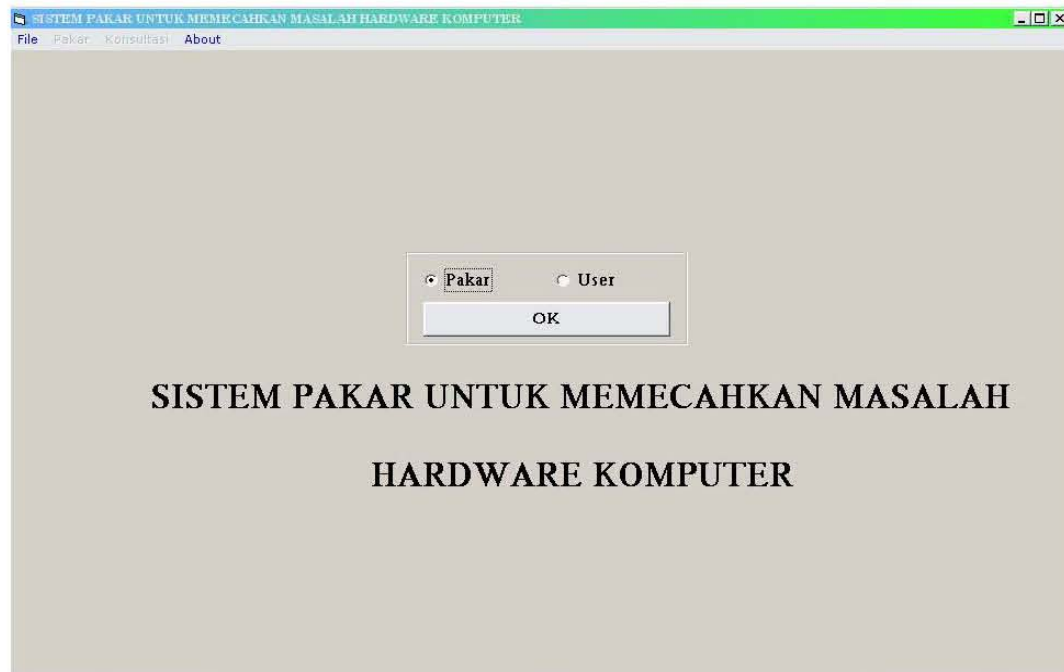 SISTEM PAKAR UNTUK MEMECAHKAN MASALAH HARDWARE KOMPUTER
File Pakar Konsultasi About
Pakar User
OK
SISTEM PAKAR UNTUK MEMECAHKAN MASALAH
HARDWARE KOMPUTER